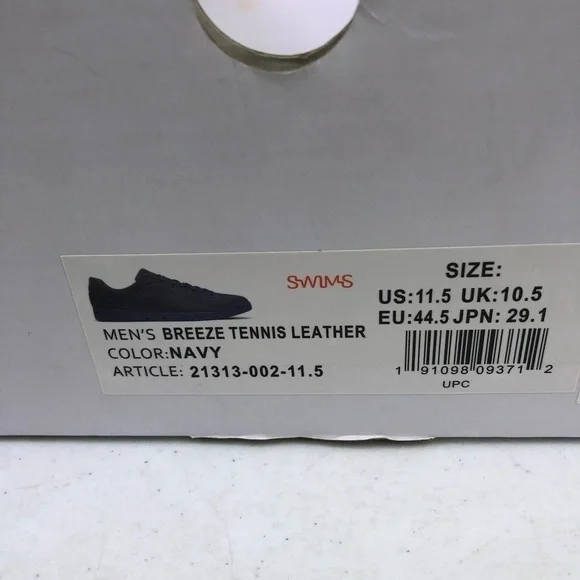 SWIMS
MEN'S BREEZE TENNIS LEATHER
COLOR:NAVY
ARTICLE: 21313-002-11.5
SIZE:
US:11.5 UK:10.5
EU:44.5 JPN: 29.1
1 91098 09371 2
UPC